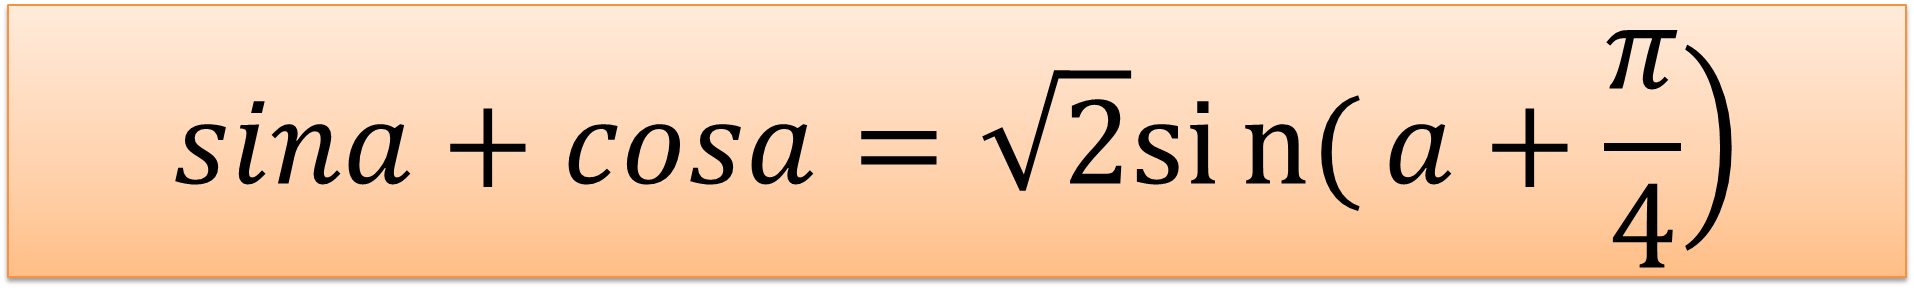 sina + cosa = √2sin(a + π/4)